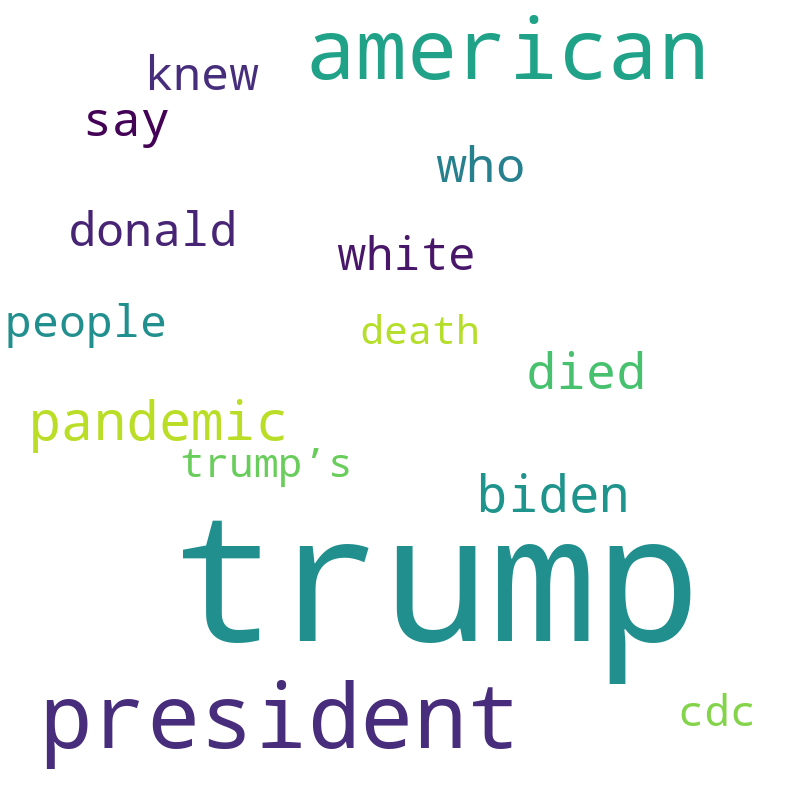 american
knew
say
who
donald
white
people
death
died
pandemic
trump’s
biden
trump
president
cdc